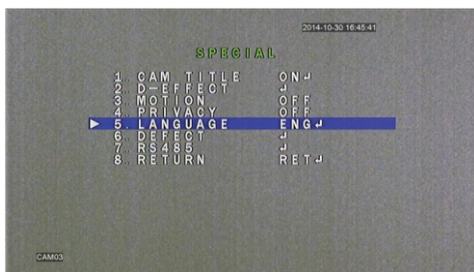 2014-10-30 16:45:41
SPECIAL
1. CAM TITLE ON↵
2. D-EFFECT ↵
3. MOTION OFF
4. PRIVACY OFF
5. LANGUAGE ENG↵
6. DEFECT ↵
7. RS485 ↵
8. RETURN RET↵
CAM03